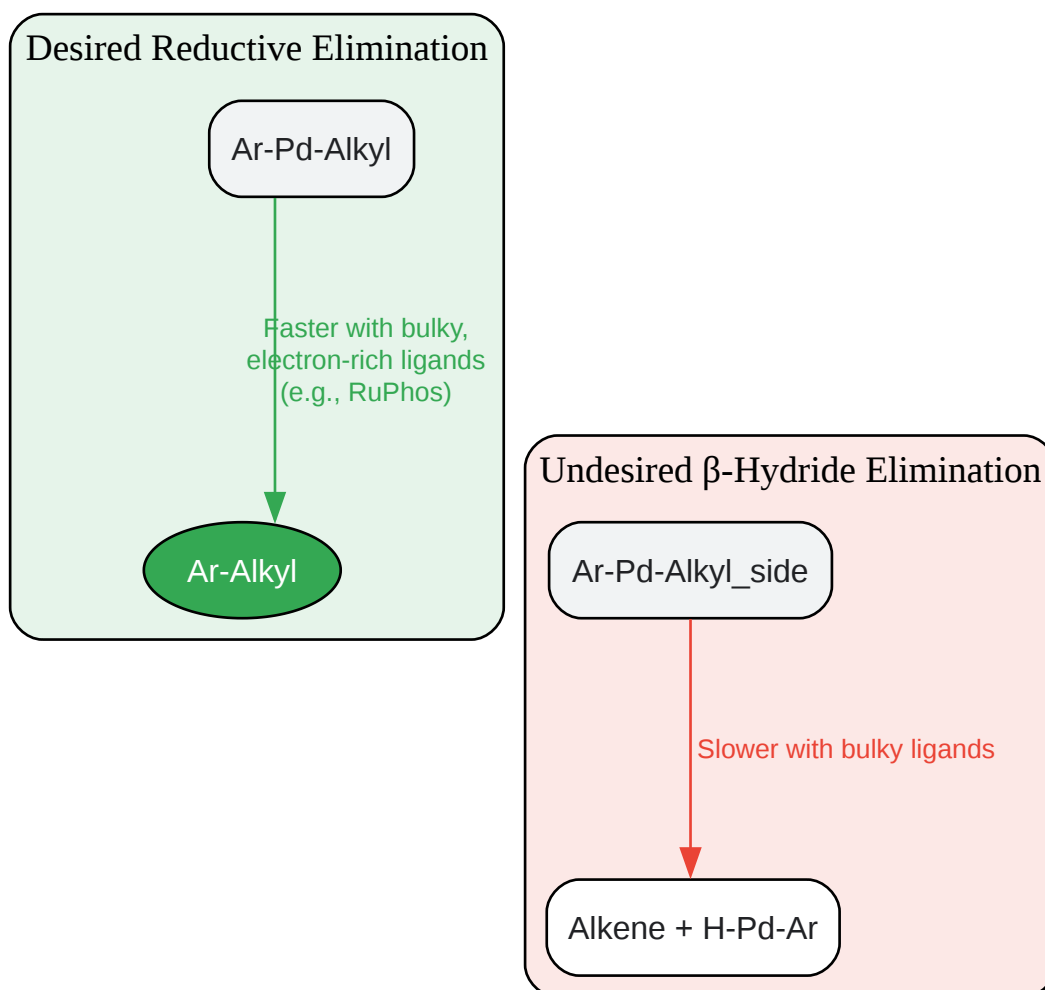 Desired Reductive Elimination
Ar-Pd-Alkyl
Faster with bulky,
electron-rich ligands
(e.g., RuPhos)
Ar-Alkyl
Undesired β-Hydride Elimination
Ar-Pd-Alkyl_side
Slower with bulky ligands
Alkene + H-Pd-Ar